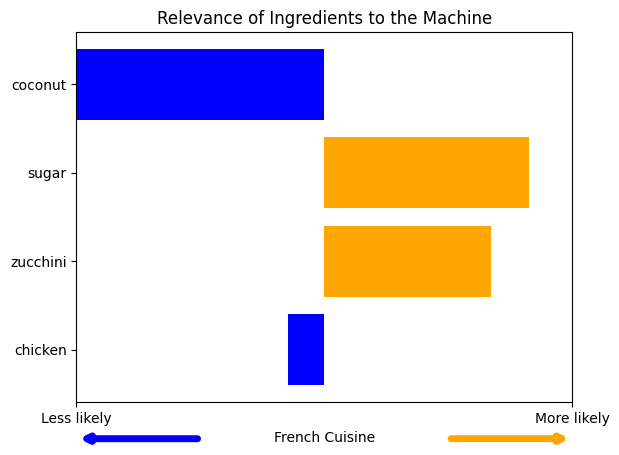 Relevance of Ingredients to the Machine
coconut
sugar
zucchini
chicken
Less likely
More likely
French Cuisine